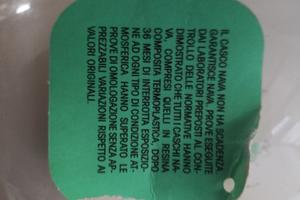 IL CASCO NAVA NON HA SCADENZA
GARANTISCE NAVA. PROVE ESEGUITE
DAI LABORATORI PREPOSTI AL CON-
TROLLO DELLE NORMATIVE HANNO
DIMOSTRATO CHE TUTTI I CASCHI NA-
VA COMPRESI QUELLI IN RESINA
COMPOSITA TERMOPLASTICA, DOPO
36 MESI DI INTERROTTA ESPOSIZIO-
NE AD OGNI TIPO DI CONDIZIONE AT-
MOSFERICA HANNO SUPERATO LE
PROVE DI OMOLOGAZIONE SENZA AP-
PREZZABILI VARIAZIONI RISPETTO AI
VALORI ORIGINALI.